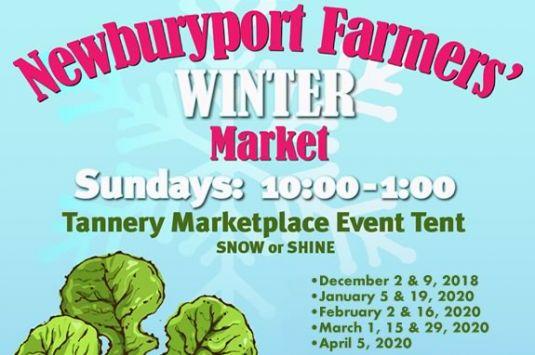 Newburyport Farmers'
WINTER
Market
Sundays: 10:00-1:00
Tannery Marketplace Event Tent
SNOW or SHINE
•December 2 & 9, 2018
•January 5 & 19, 2020
•February 2 & 16, 2020
•March 1, 15 & 29, 2020
•April 5, 2020